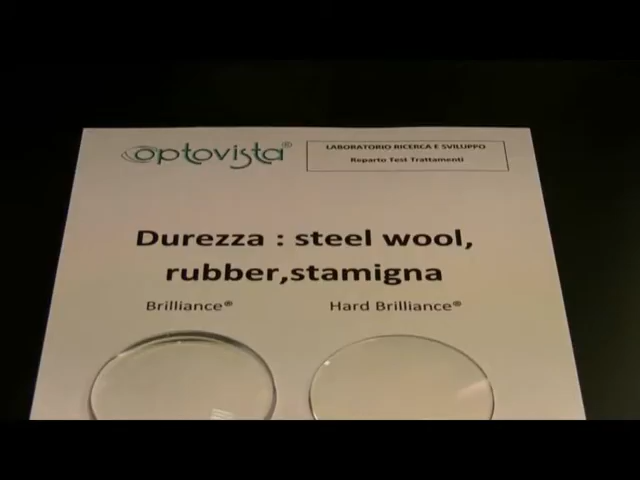 optovista®
LABORATORIO RICERCA E SVILUPPO
Reparto Test Trattamenti
Durezza : steel wool,
rubber,stamigna
Brilliance®
Hard Brilliance®